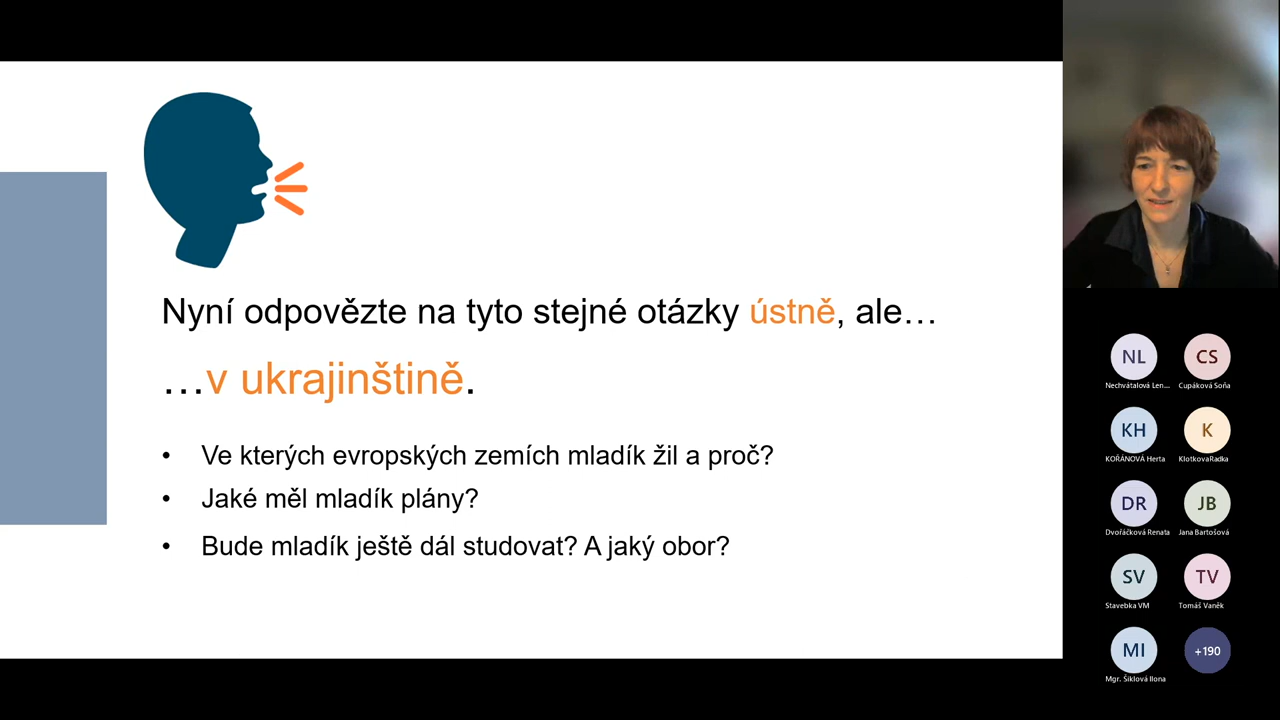 Nyní odpovězte na tyto stejné otázky ústně, ale…
…v ukrajinštině.
• Ve kterých evropských zemích mladík žil a proč?
• Jaké měl mladík plány?
• Bude mladík ještě dál studovat? A jaký obor?
NL
Nechvátalová Len...
CS
Cupáková Soňa
KH
KOŘÁNOVÁ Herta
K
KlotkovaRadka
DR
Dvořáčková Renata
JB
Jana Bartošová
SV
Stavebka VM
TV
Tomáš Vaněk
MI
Mgr. Šiklová Ilona
+190